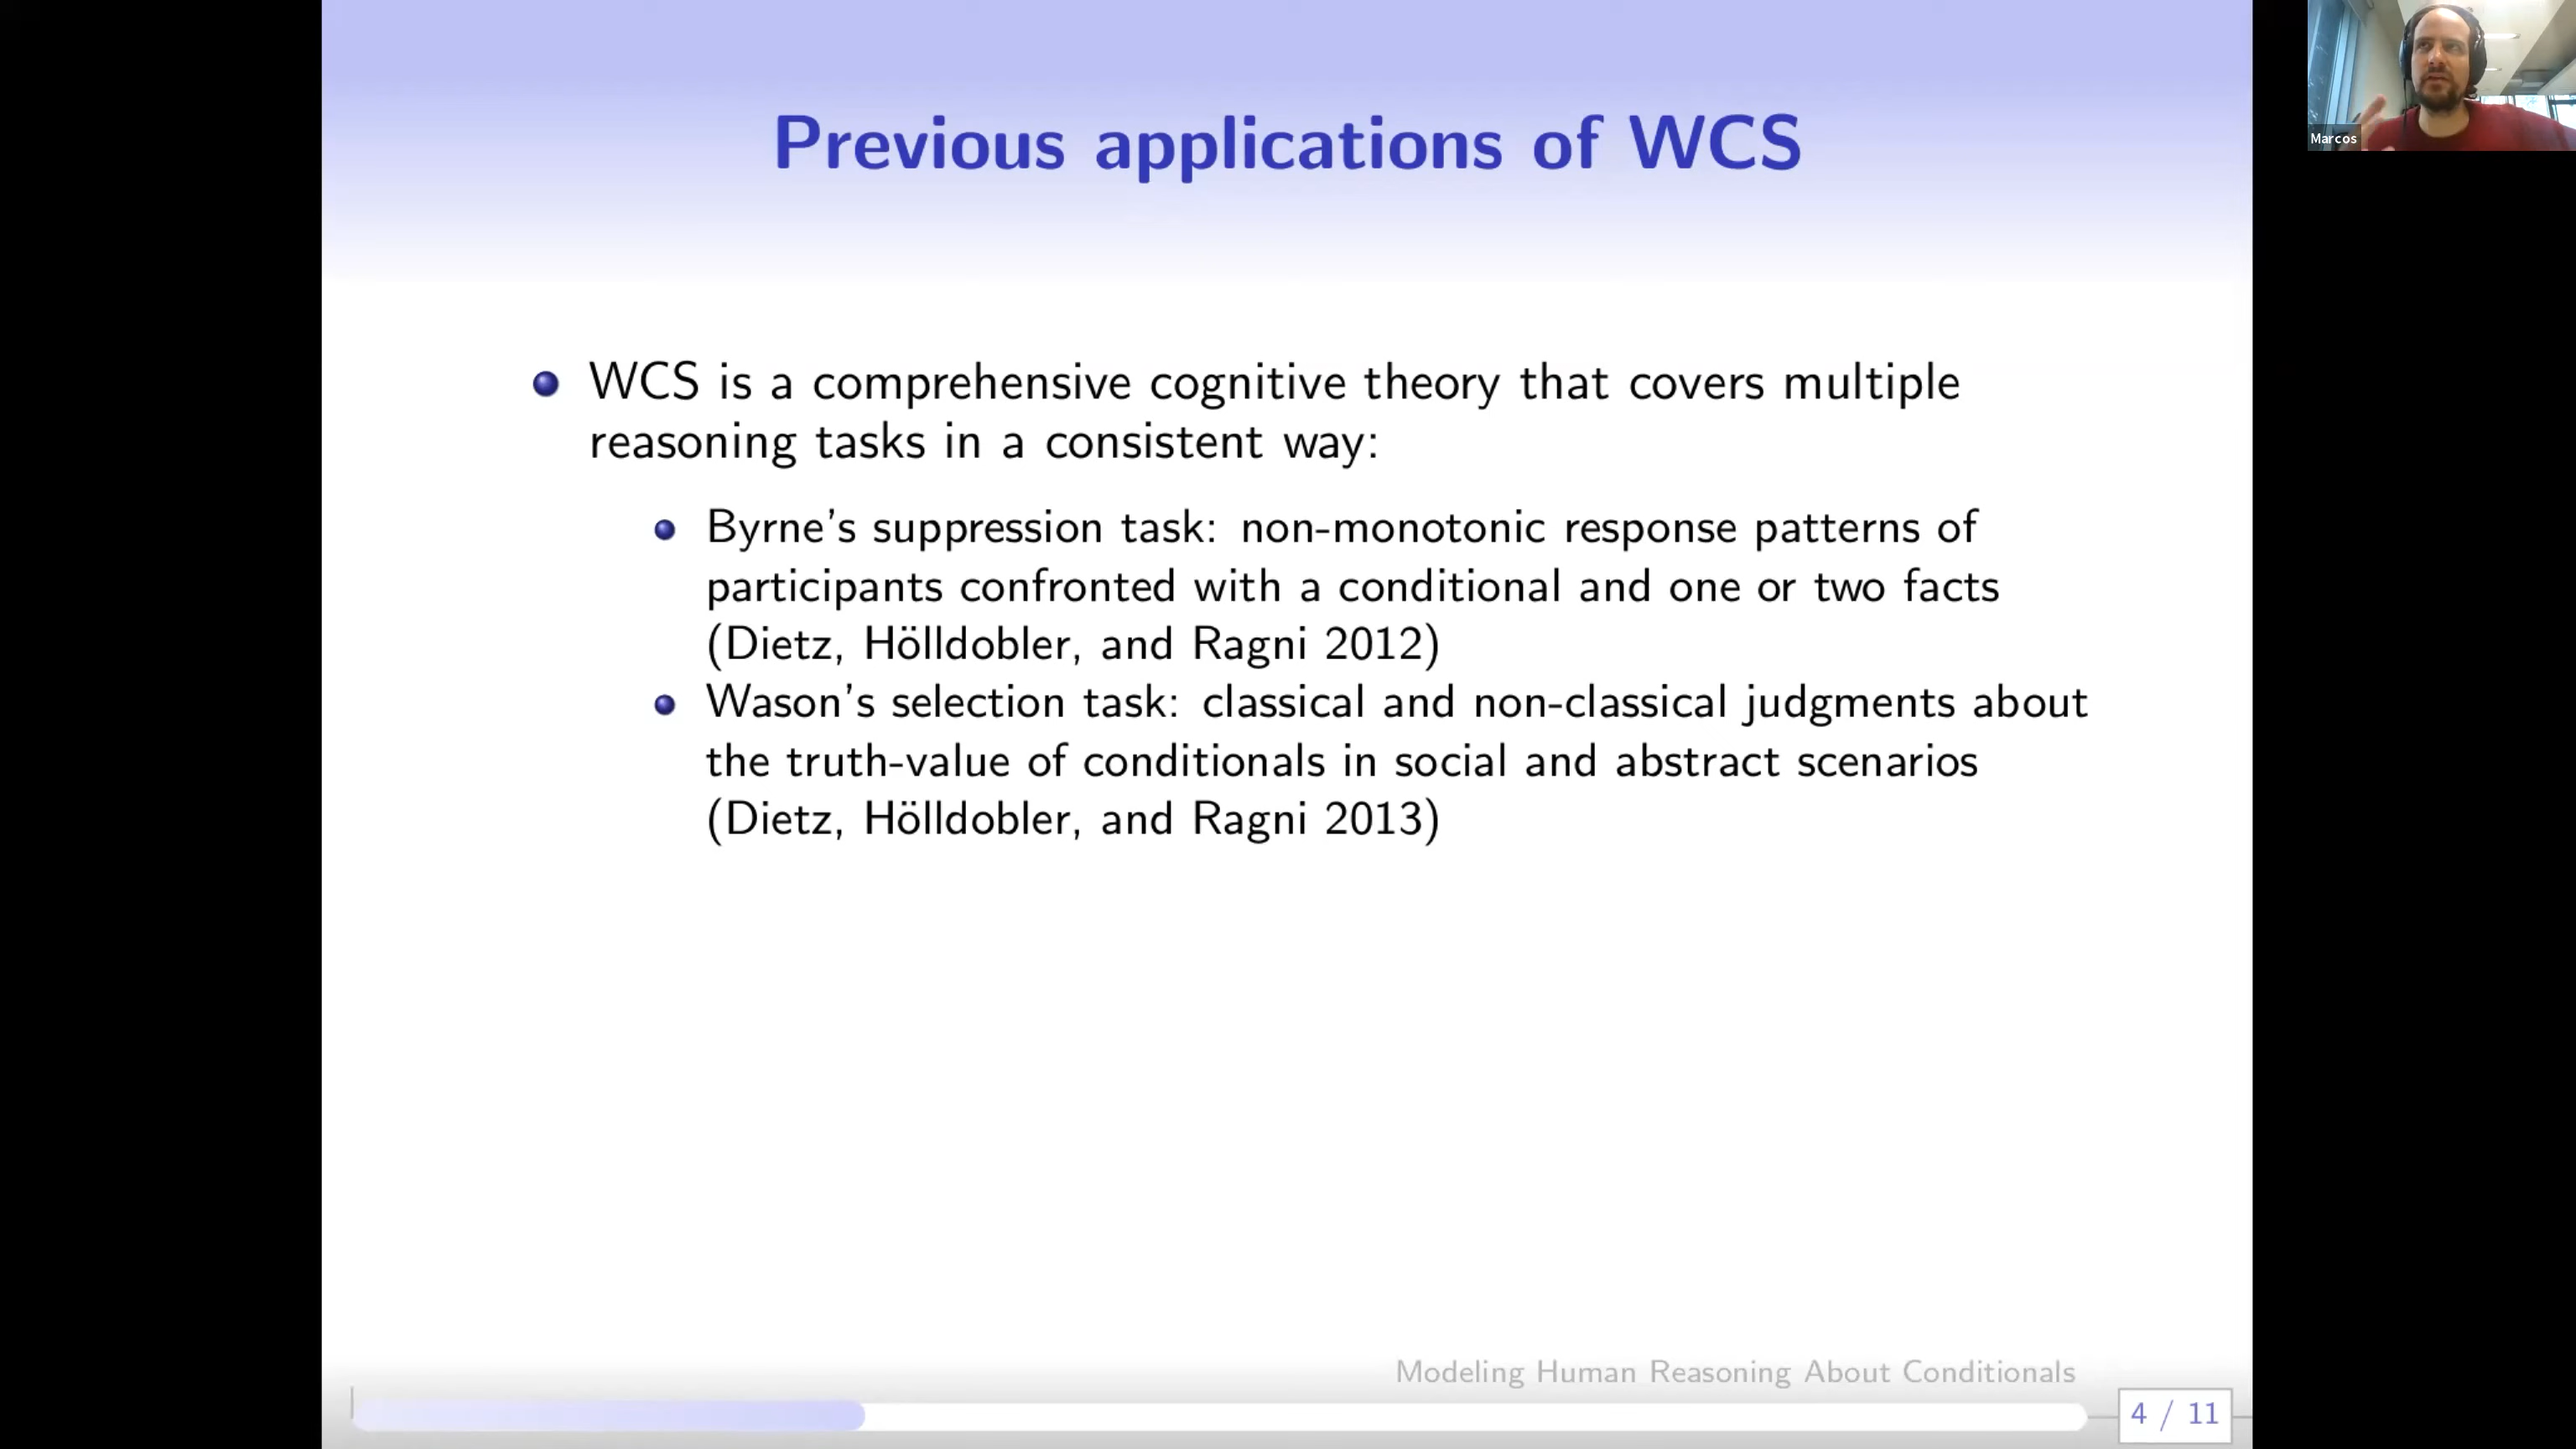 Previous applications of WCS
Marcos
WCS is a comprehensive cognitive theory that covers multiple
reasoning tasks in a consistent way:
Byrne's suppression task: non-monotonic response patterns of
participants confronted with a conditional and one or two facts
(Dietz, Hölldobler, and Ragni 2012)
Wason's selection task: classical and non-classical judgments about
the truth-value of conditionals in social and abstract scenarios
(Dietz, Hölldobler, and Ragni 2013)
Modeling Human Reasoning About Conditionals
4 / 11